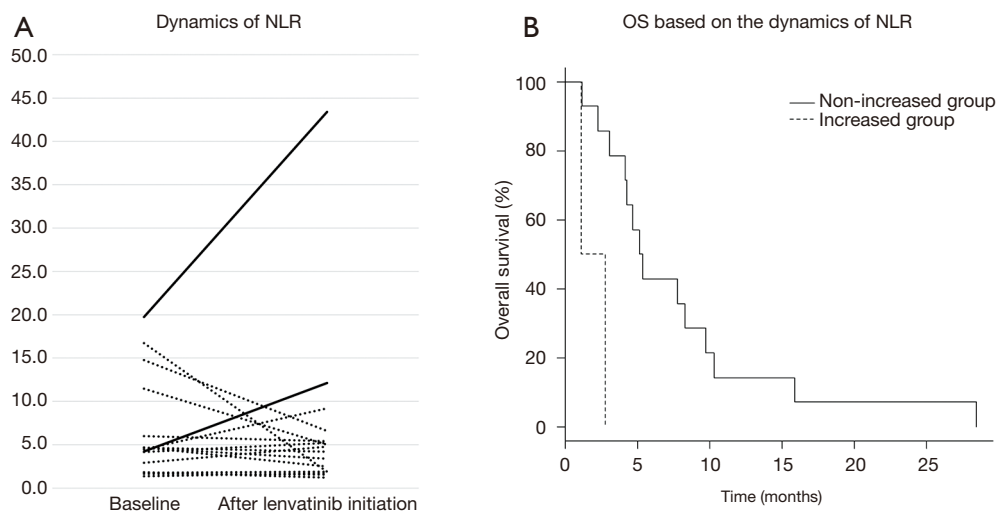 A
Dynamics of NLR
50.0
45.0
40.0
35.0
30.0
25.0
20.0
15.0
10.0
5.0
0.0
Baseline
After lenvatinib initiation
B
OS based on the dynamics of NLR
Overall survival (%)
100
80
60
40
20
0
Non-increased group
Increased group
0 5 10 15 20 25
Time (months)